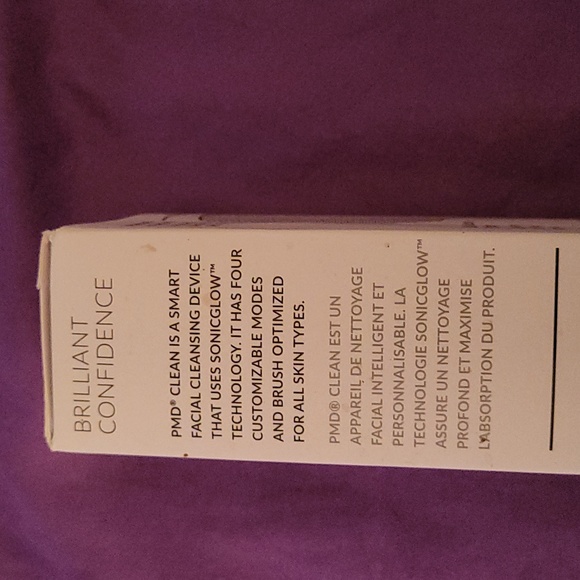 BRILLIANT
CONFIDENCE
PMD® CLEAN IS A SMART
FACIAL CLEANSING DEVICE
THAT USES SONICGLOW™
TECHNOLOGY. IT HAS FOUR
CUSTOMIZABLE MODES
AND BRUSH OPTIMIZED
FOR ALL SKIN TYPES.
PMD® CLEAN EST UN
APPAREIL DE NETTOYAGE
FACIAL INTELLIGENT ET
PERSONNALISABLE. LA
TECHNOLOGIE SONICGLOW™
ASSURE UN NETTOYAGE
PROFOND ET MAXIMISE
L'ABSORPTION DU PRODUIT.